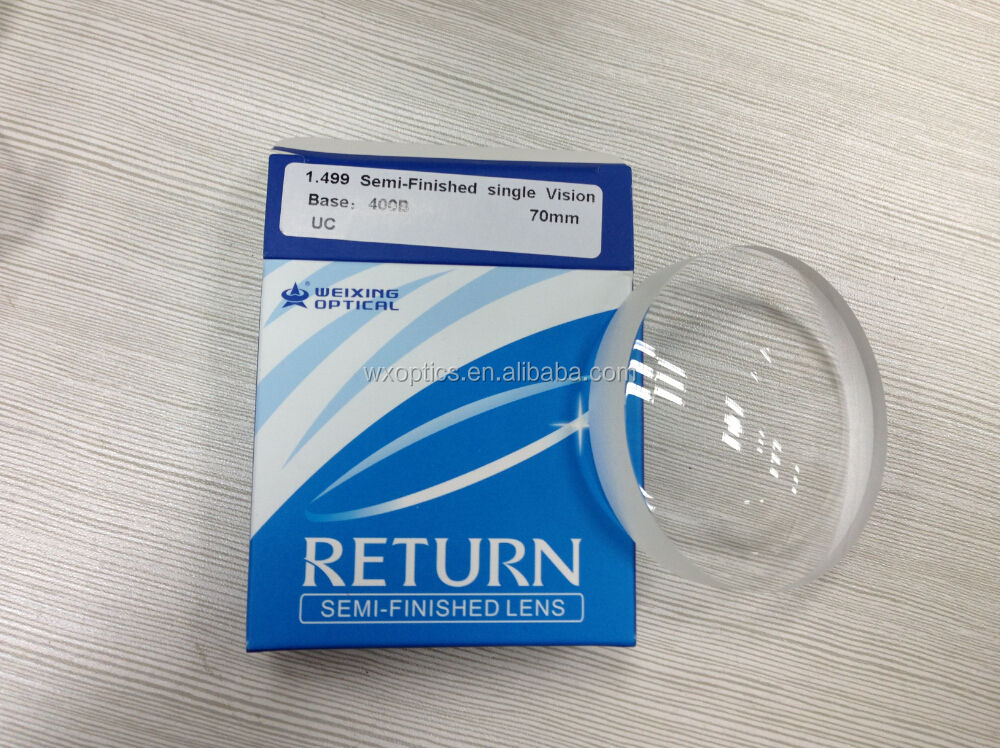 1.499 Semi-Finished single Vision
Base: 400B 70mm
UC
WEIXING
OPTICAL
wxoptics.en.alibaba.com
RETURN
SEMI-FINISHED LENS